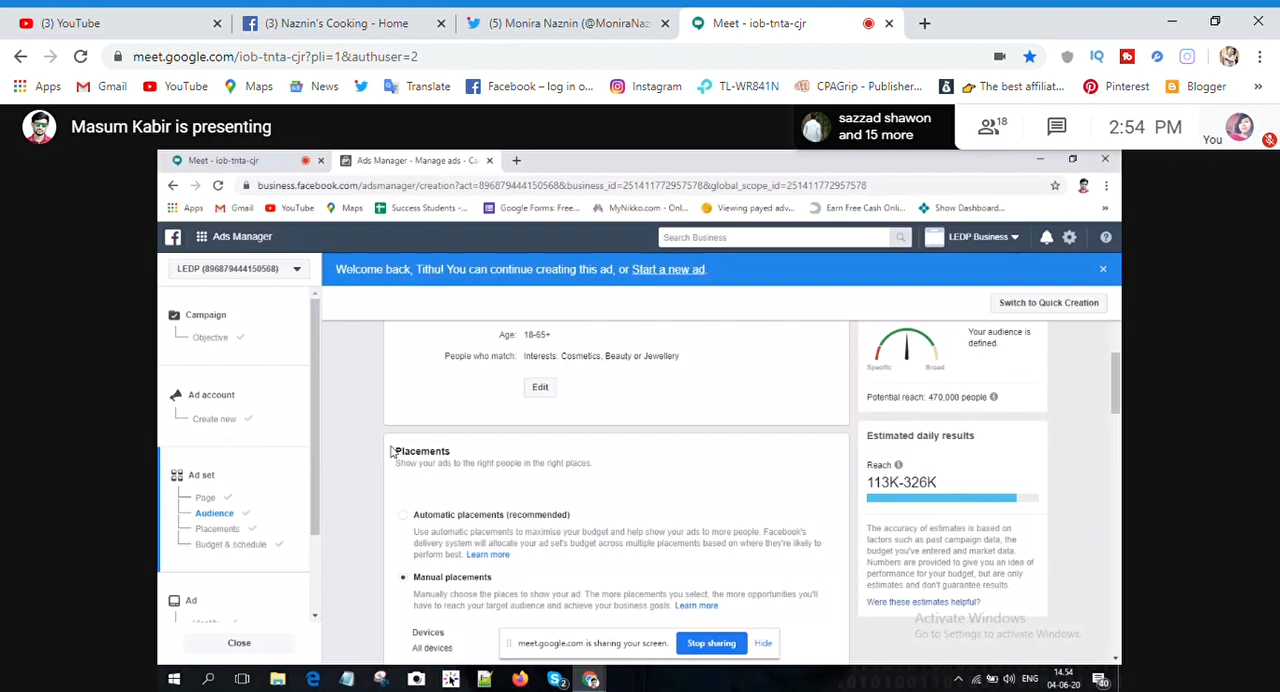 (3) YouTube
(3) Naznin's Cooking - Home
(5) Monira Naznin (@MoniraNaz
Meet - iob-tnta-cjr
meet.google.com/iob-tnta-cjr?pli=1&authuser=2
Apps Gmail YouTube Maps News Translate Facebook – log in o... Instagram TL-WR841N CPAGrip - Publisher... The best affiliat... Pinterest Blogger »
Masum Kabir is presenting
sazzad shawon
and 15 more
18
2:54 PM
You
Meet - iob-tnta-cjr
Ads Manager - Manage ads - Ca
business.facebook.com/adsmanager/creation?act=896879444150568&business_id=251411772957578&global_scope_id=251411772957578
Apps Gmail YouTube Maps Success Students -... Google Forms: Free... MyNikko.com - Onl... Viewing payed adv... Earn Free Cash Onli... Show Dashboard... »
Ads Manager
Search Business
LEDP Business
LEDP (896879444150568)
Welcome back, Tithu! You can continue creating this ad, or Start a new ad.
Switch to Quick Creation
Campaign
Objective
Ad account
Create new
Ad set
Page
Audience
Placements
Budget & schedule
Ad
Identity
Close
Age: 18-65+
People who match: Interests: Cosmetics, Beauty or Jewellery
Edit
Placements
Show your ads to the right people in the right places.
Automatic placements (recommended)
Use automatic placements to maximise your budget and help show your ads to more people. Facebook's
delivery system will allocate your ad set's budget across multiple placements based on where they're likely to
perform best. Learn more
Manual placements
Manually choose the places to show your ad. The more placements you select, the more opportunities you'll
have to reach your target audience and achieve your business goals. Learn more
Devices
All devices
Your audience is
defined.
Specific
Broad
Potential reach: 470,000 people
Estimated daily results
Reach
113K-326K
The accuracy of estimates is based on
factors such as past campaign data, the
budget you've entered and market data.
Numbers are provided to give you an idea of
performance for your budget, but are only
estimates and don't guarantee results.
Were these estimates helpful?
Activate Windows
Go to Settings to activate Windows.
meet.google.com is sharing your screen.
Stop sharing
Hide
ENG
14.54
04-06-20
40